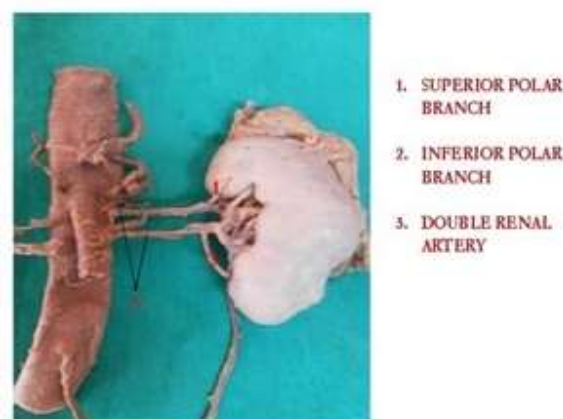 1. SUPERIOR POLAR
BRANCH
2. INFERIOR POLAR
BRANCH
3. DOUBLE RENAL
ARTERY